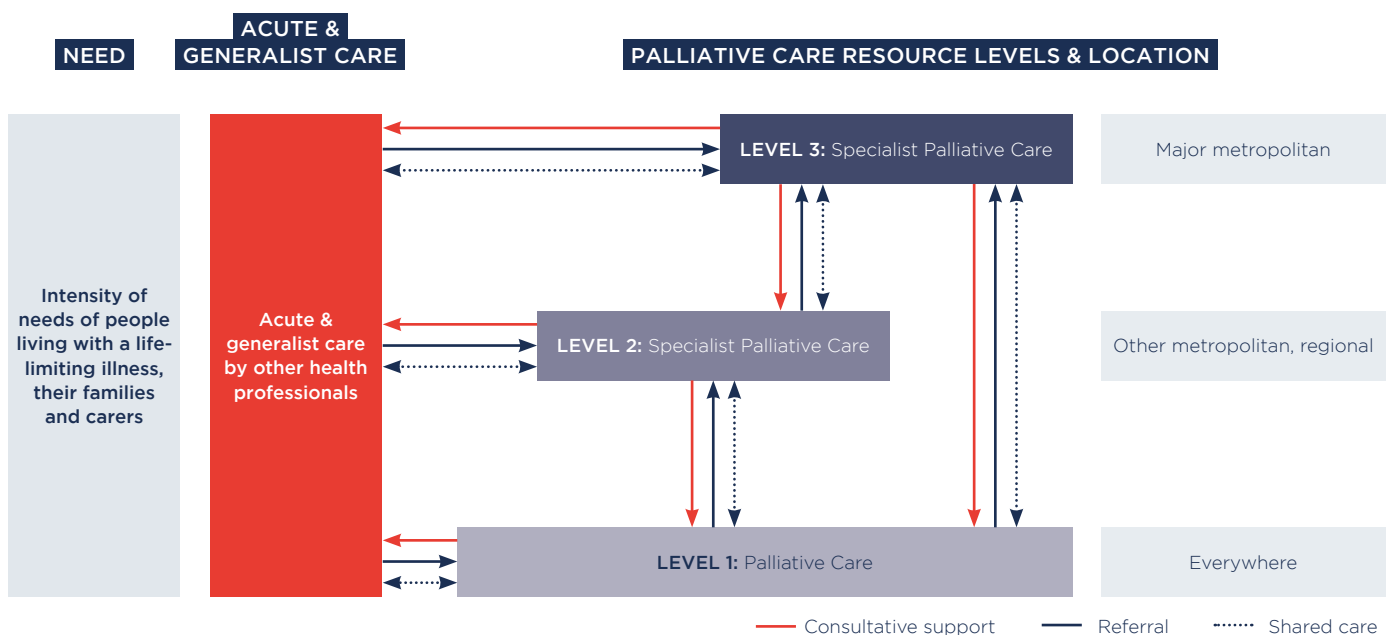 NEED
ACUTE &
GENERALIST CARE
PALLIATIVE CARE RESOURCE LEVELS & LOCATION
Intensity of
needs of people
living with a life-
limiting illness,
their families
and carers
Acute &
generalist care
by other health
professionals
LEVEL 3: Specialist Palliative Care
Major metropolitan
LEVEL 2: Specialist Palliative Care
Other metropolitan, regional
LEVEL 1: Palliative Care
Everywhere
Consultative support
Referral
Shared care